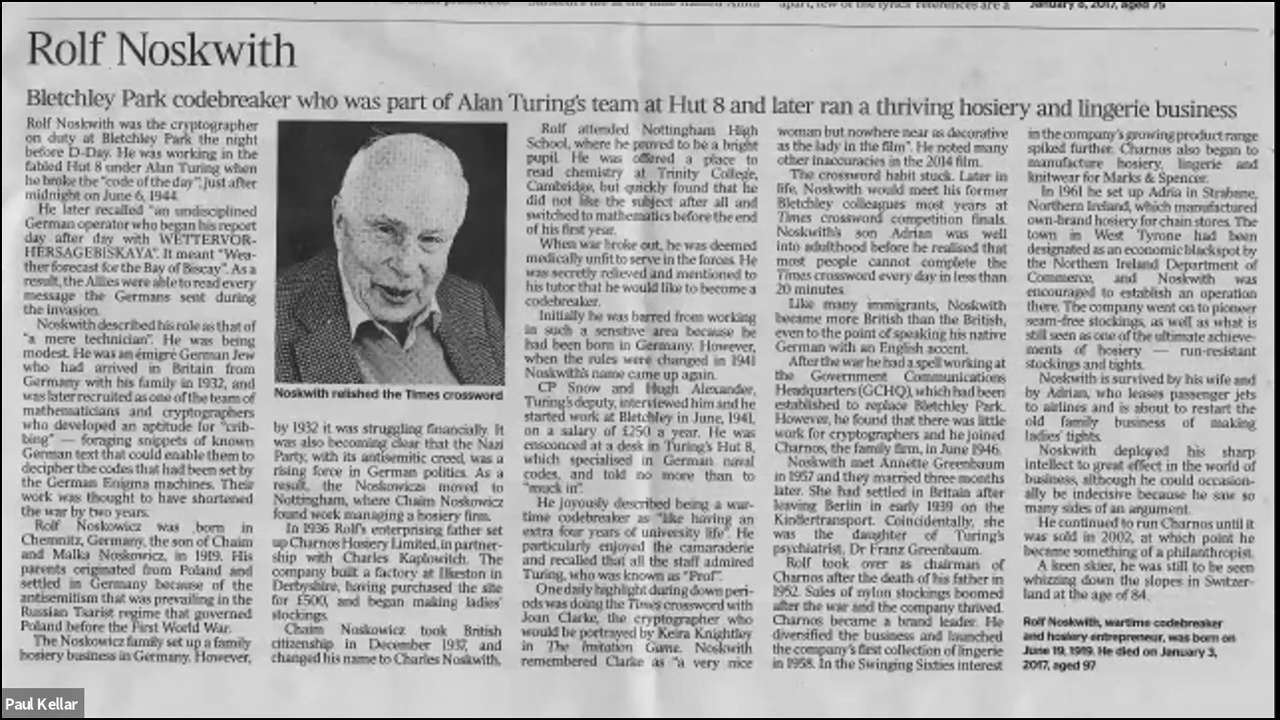 January 8, 2017, aged 75
Rolf Noskwith
Bletchley Park codebreaker who was part of Alan Turing's team at Hut 8 and later ran a thriving hosiery and lingerie business
Rolf Noskwith was the cryptographer
on duty at Bletchley Park the night
before D-Day. He was working in the
fabled Hut 8 under Alan Turing when
he broke the "code of the day", just after
midnight on June 6, 1944.
He later recalled "an undisciplined
German operator who began his report
day after day with WETTERVOR-
HERSAGEBISKAYA". It meant "Wea-
ther forecast for the Bay of Biscay". As a
result, the Allies were able to read every
message the Germans sent during
the invasion.
Noskwith described his role as that of
"a mere technician". He was being
modest. He was an émigré German Jew
who had arrived in Britain from
Germany with his family in 1932, and
was later recruited as one of the team of
mathematicians and cryptographers
who developed an aptitude for "crib-
bing" — foraging snippets of known
German text that could enable them to
decipher the codes that had been set by
the German Enigma machines. Their
work was thought to have shortened
the war by two years.
Rolf Noskowicz was born in
Chemnitz, Germany, the son of Chaim
and Malka Noskowicz, in 1919. His
parents originated from Poland and
settled in Germany because of the
antisemitism that was prevailing in the
Russian Tsarist regime that governed
Poland before the First World War.
The Noskowicz family set up a family
hosiery business in Germany. However,
Noskwith relished the Times crossword
by 1932 it was struggling financially. It
was also becoming clear that the Nazi
Party, with its antisemitic creed, was a
rising force in German politics. As a
result, the Noskowiczs moved to
Nottingham, where Chaim Noskowicz
found work managing a hosiery firm.
In 1936 Rolf's enterprising father set
up Charnos Hosiery Limited, in partner-
ship with Charles Kaplowitch. The
company built a factory at Ilkeston in
Derbyshire, having purchased the site
for £500, and began making ladies'
stockings.
Chaim Noskowicz took British
citizenship in December 1937, and
changed his name to Charles Noskwith.
Rolf attended Nottingham High
School, where he proved to be a bright
pupil. He was offered a place to
read chemistry at Trinity College,
Cambridge, but quickly found that he
did not like the subject after all and
switched to mathematics before the end
of his first year.
When war broke out, he was deemed
medically unfit to serve in the forces. He
was secretly relieved and mentioned to
his tutor that he would like to become a
codebreaker.
Initially he was barred from working
in such a sensitive area because he
had been born in Germany. However,
when the rules were changed in 1941
Noskwith's name came up again.
CP Snow and Hugh Alexander,
Turing's deputy, interviewed him and he
started work at Bletchley in June, 1941,
on a salary of £250 a year. He was
ensconced at a desk in Turing's Hut 8,
which specialised in German naval
codes, and told no more than to
"muck in".
He joyously described being a war-
time codebreaker as "like having an
extra four years of university life". He
particularly enjoyed the camaraderie
and recalled that all the staff admired
Turing, who was known as "Prof".
One daily highlight during down peri-
ods was doing the Times crossword with
Joan Clarke, the cryptographer who
would be portrayed by Keira Knightley
in The Imitation Game. Noskwith
remembered Clarke as "a very nice
woman but nowhere near as decorative
as the lady in the film". He noted many
other inaccuracies in the 2014 film.
The crossword habit stuck. Later in
life, Noskwith would meet his former
Bletchley colleagues most years at
Times crossword competition finals.
Noskwith's son Adrian was well
into adulthood before he realised that
most people cannot complete the
Times crossword every day in less than
20 minutes.
Like many immigrants, Noskwith
became more British than the British,
even to the point of speaking his native
German with an English accent.
After the war he had a spell working at
the Government Communications
Headquarters (GCHQ), which had been
established to replace Bletchley Park.
However, he found that there was little
work for cryptographers and he joined
Charnos, the family firm, in June 1946.
Noskwith met Annette Greenbaum
in 1957 and they married three months
later. She had settled in Britain after
leaving Berlin in early 1939 on the
Kindertransport. Coincidentally, she
was the daughter of Turing's
psychiatrist, Dr Franz Greenbaum.
Rolf took over as chairman of
Charnos after the death of his father in
1952. Sales of nylon stockings boomed
after the war and the company thrived.
Charnos became a brand leader. He
diversified the business and launched
the company's first collection of lingerie
in 1958. In the Swinging Sixties interest
in the company's growing product range
spiked further. Charnos also began to
manufacture hosiery, lingerie and
knitwear for Marks & Spencer.
In 1961 he set up Adria in Strabane,
Northern Ireland, which manufactured
own-brand hosiery for chain stores. The
town in West Tyrone had been
designated as an economic blackspot by
the Northern Ireland Department of
Commerce, and Noskwith was
encouraged to establish an operation
there. The company went on to pioneer
seam-free stockings, as well as what is
still seen as one of the ultimate achieve-
ments of hosiery — run-resistant
stockings and tights.
Noskwith is survived by his wife and
by Adrian, who leases passenger jets
to airlines and is about to restart the
old family business of making
ladies' tights.
Noskwith deployed his sharp
intellect to great effect in the world of
business, although he could occasion-
ally be indecisive because he saw so
many sides of an argument.
He continued to run Charnos until it
was sold in 2002, at which point he
became something of a philanthropist.
A keen skier, he was still to be seen
whizzing down the slopes in Switzer-
land at the age of 84.
Rolf Noskwith, wartime codebreaker
and hosiery entrepreneur, was born on
June 19, 1919. He died on January 3,
2017, aged 97
Paul Kellar